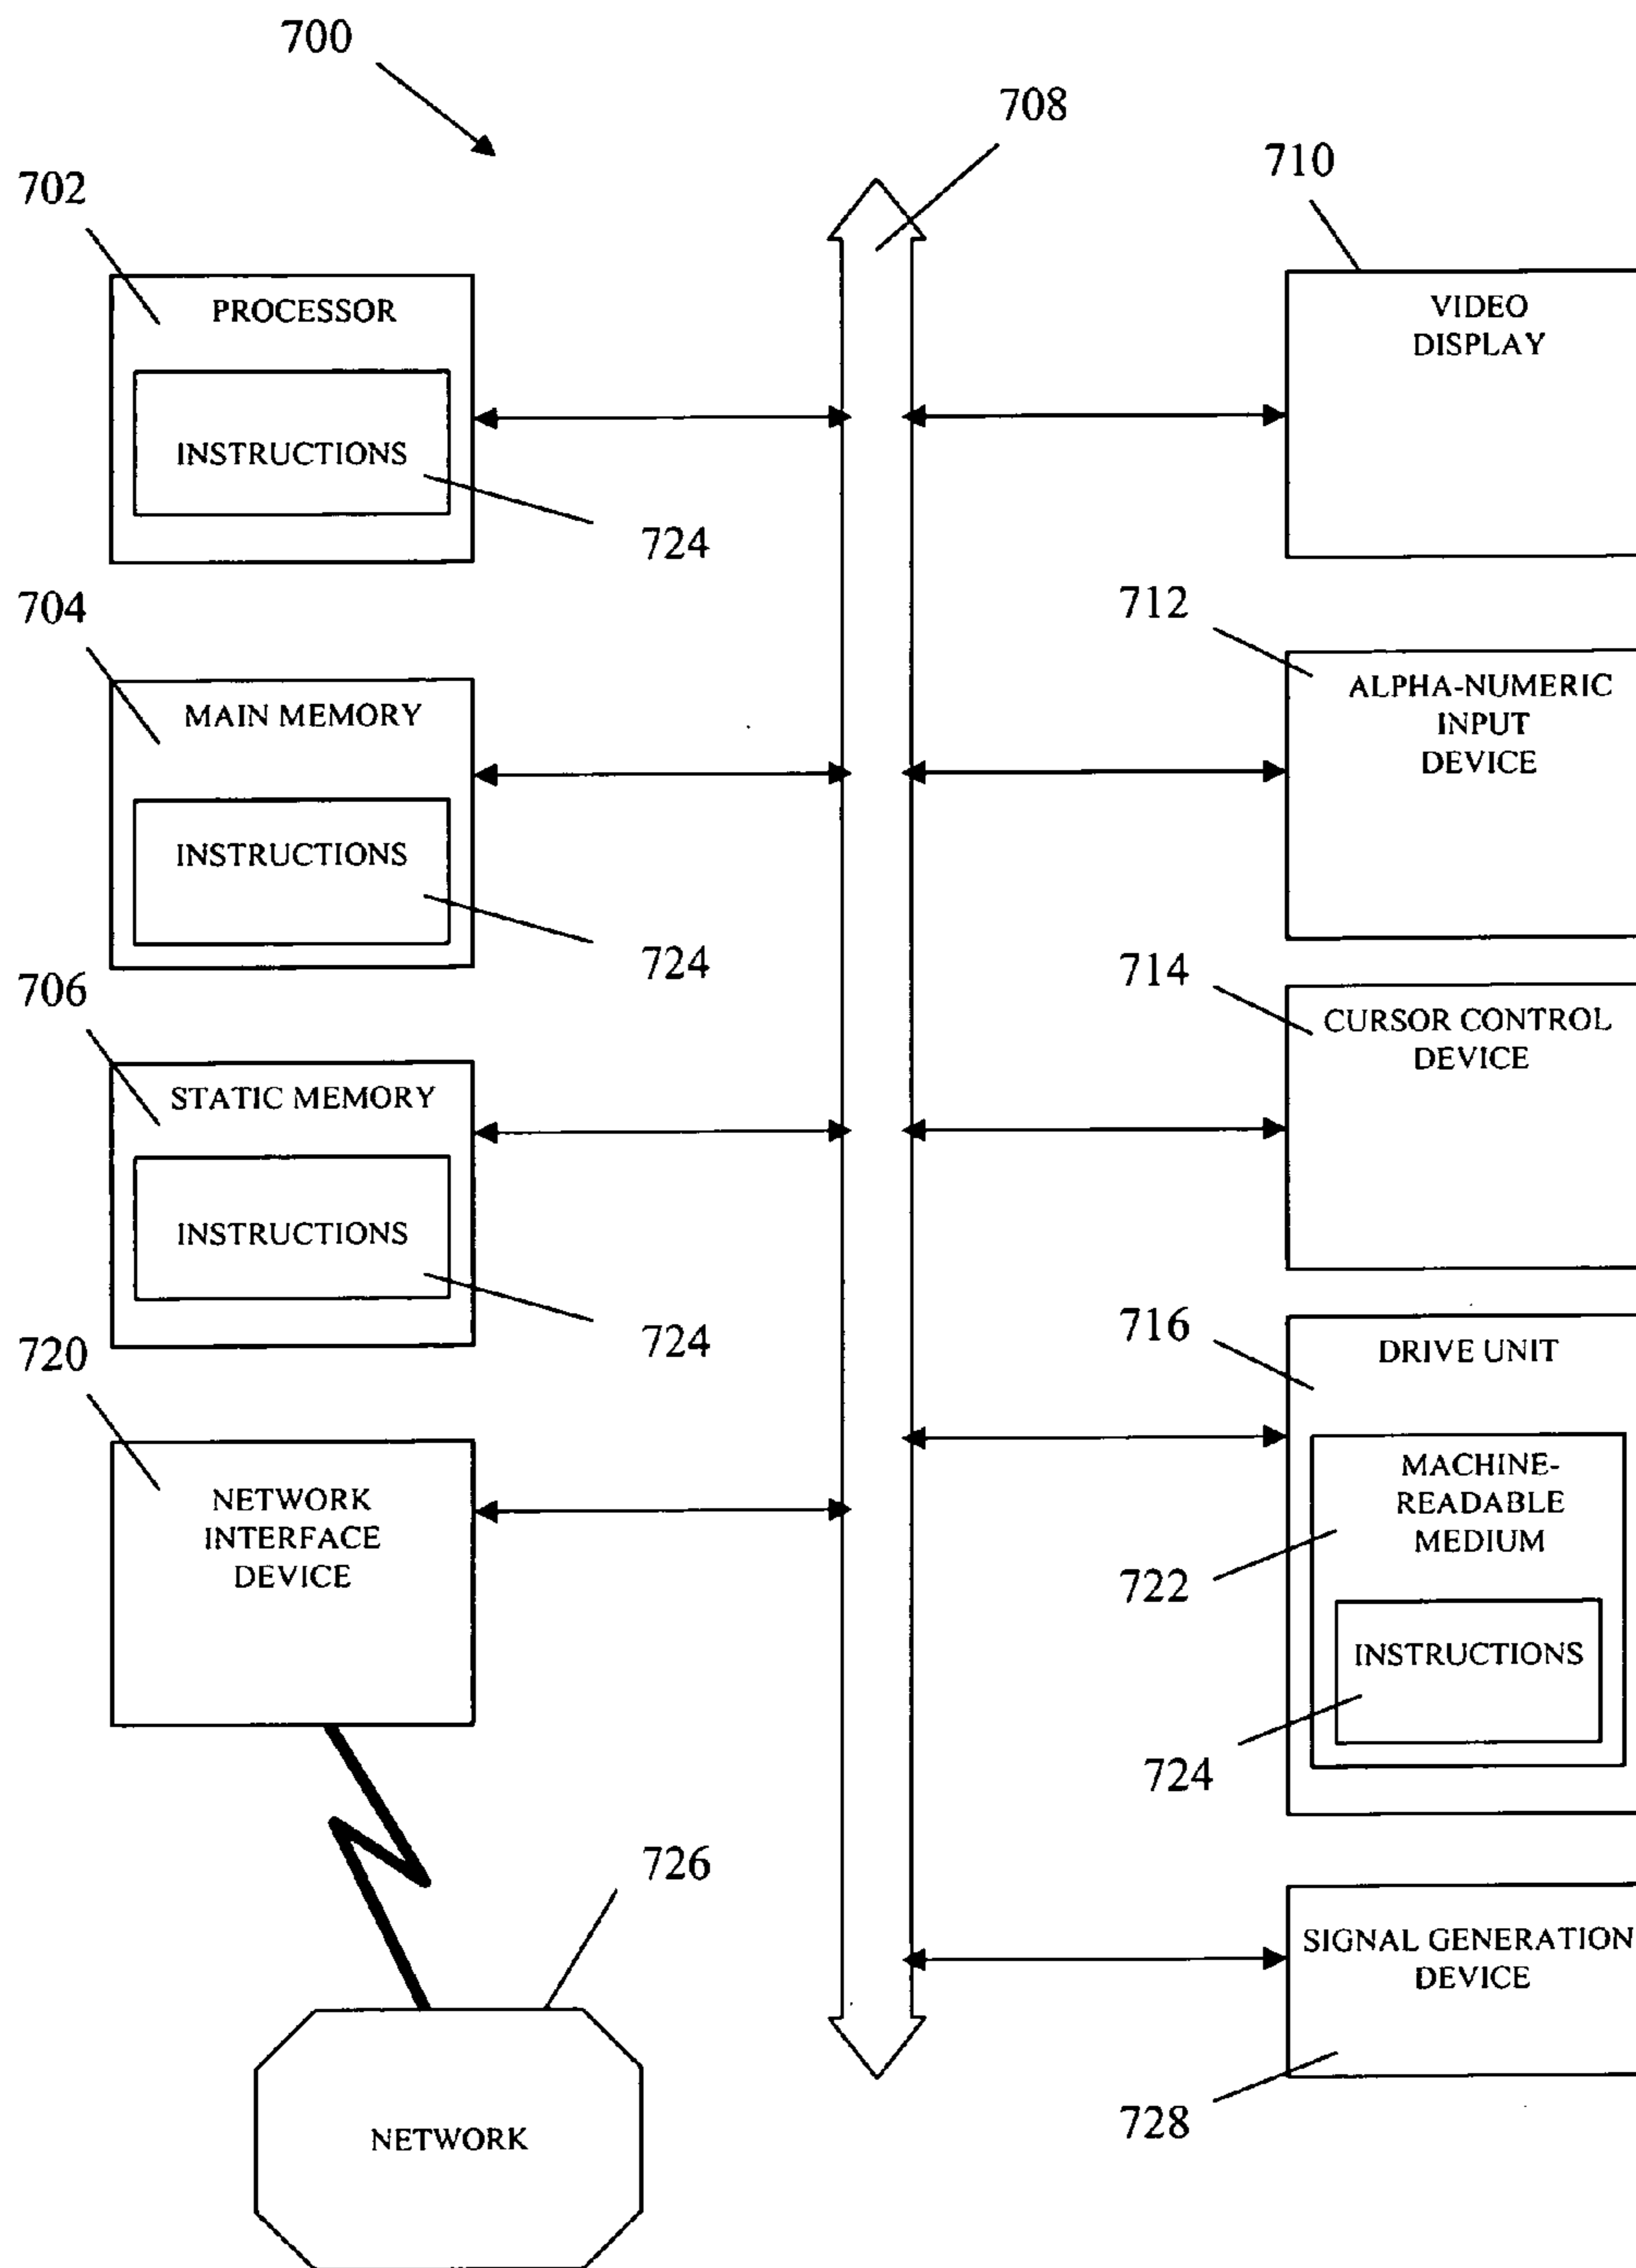 700
708
702
710
PROCESSOR
VIDEO
DISPLAY
INSTRUCTIONS
724
704
712
MAIN MEMORY
ALPHA-NUMERIC
INPUT
DEVICE
INSTRUCTIONS
724
706
714
CURSOR CONTROL
DEVICE
STATIC MEMORY
INSTRUCTIONS
724
720
716
DRIVE UNIT
NETWORK
INTERFACE
DEVICE
MACHINE-
READABLE
MEDIUM
722
INSTRUCTIONS
724
726
SIGNAL GENERATION
DEVICE
728
NETWORK